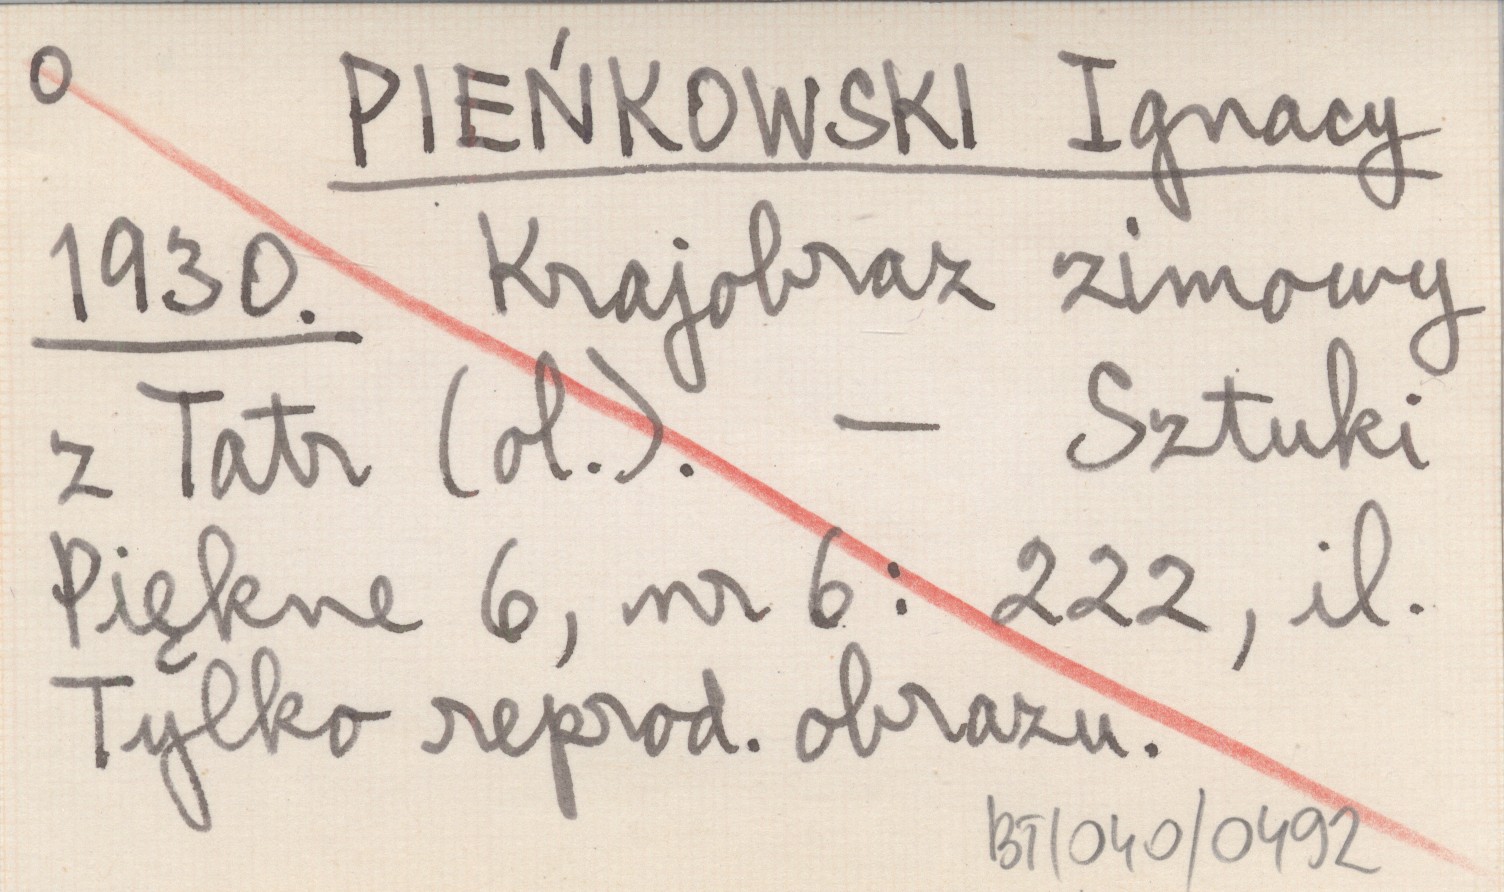 O PIEŃKOWSKI Ignacy
1930. Krajobraz zimowy
z Tatr (ol.). — Sztuki
Piękne 6, nr 6: 222, il.
Tylko reprod. obrazu.
BT/040/0492